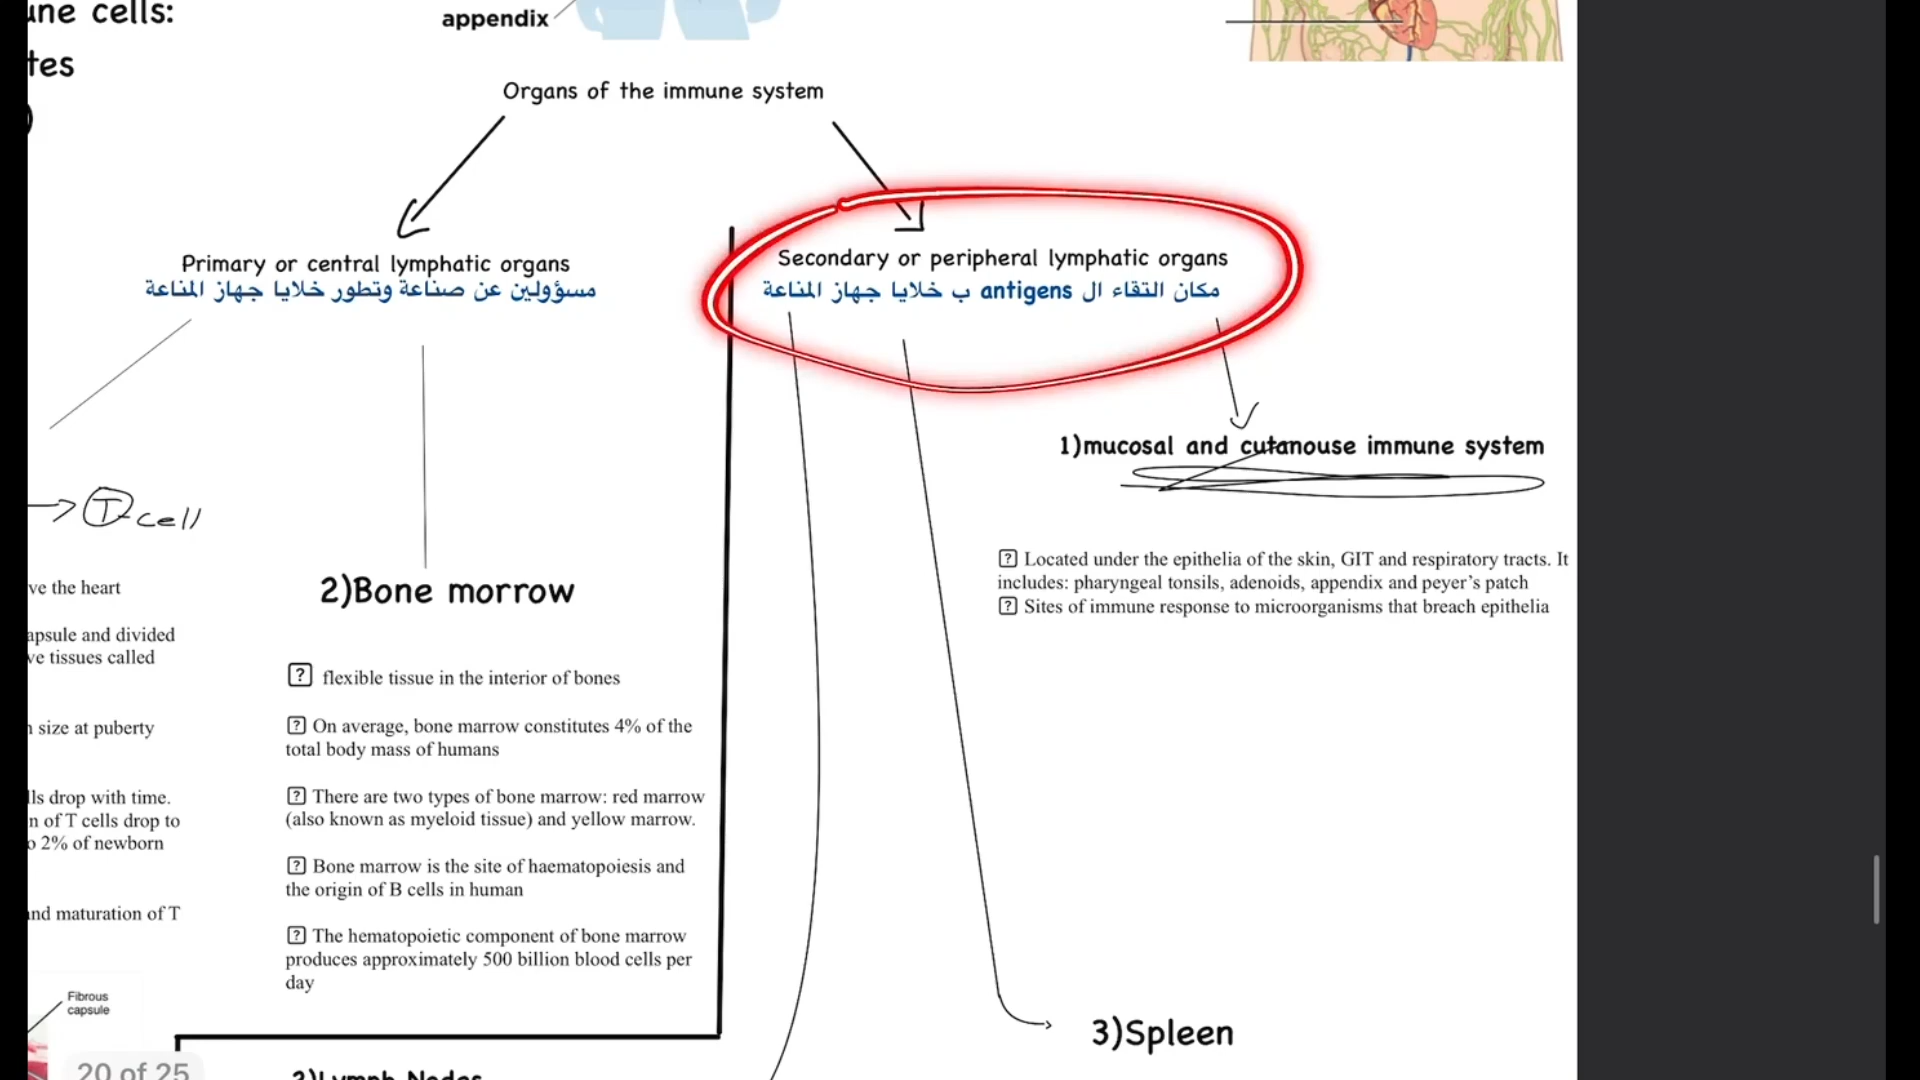 une cells:
tes
)
appendix
Organs of the immune system
Primary or central lymphatic organs
مسؤولين عن صناعة وتطور خلايا جهاز المناعة
Secondary or peripheral lymphatic organs
مكان التقاء ال antigens ب خلايا جهاز المناعة
T cell
ve the heart
apsule and divided
ve tissues called
n size at puberty
lls drop with time.
n of T cells drop to
o 2% of newborn
and maturation of T
Fibrous
capsule
20 of 25
2)Bone morrow
? flexible tissue in the interior of bones
? On average, bone marrow constitutes 4% of the
total body mass of humans
? There are two types of bone marrow: red marrow
(also known as myeloid tissue) and yellow marrow.
? Bone marrow is the site of haematopoiesis and
the origin of B cells in human
? The hematopoietic component of bone marrow
produces approximately 500 billion blood cells per
day
1)mucosal and cutanouse immune system
? Located under the epithelia of the skin, GIT and respiratory tracts. It
includes: pharyngeal tonsils, adenoids, appendix and peyer's patch
? Sites of immune response to microorganisms that breach epithelia
3)Spleen
Lymph Nodes